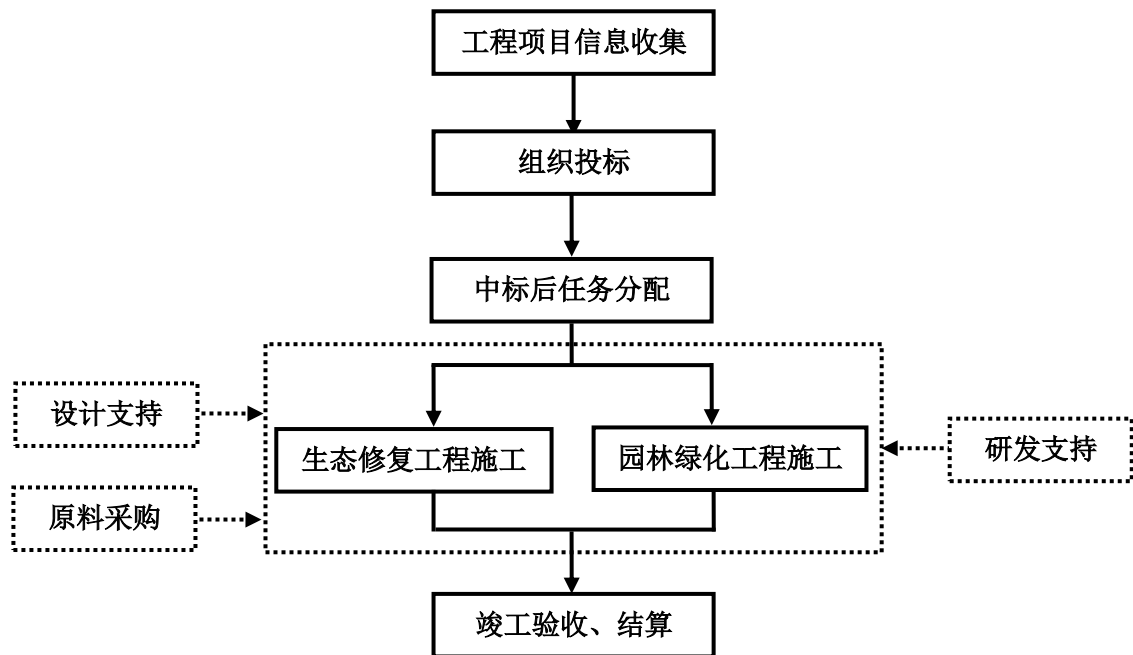 工程项目信息收集
组织投标
中标后任务分配
设计支持
生态修复工程施工
园林绿化工程施工
研发支持
原料采购
竣工验收、结算